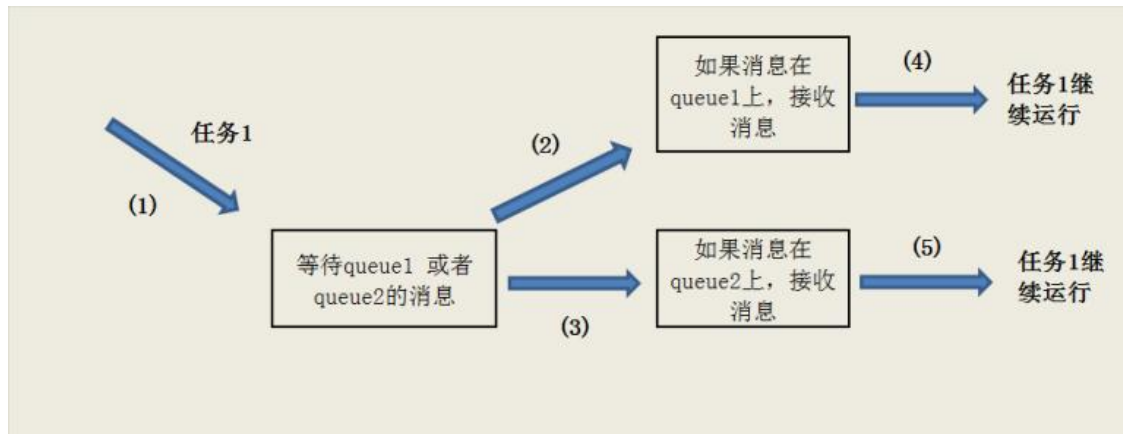 任务1
(1)
等待queue1 或者
queue2的消息
(2)
(3)
如果消息在
queue1上，接收
消息
(4)
任务1继
续运行
如果消息在
queue2上，接收
消息
(5)
任务1继
续运行